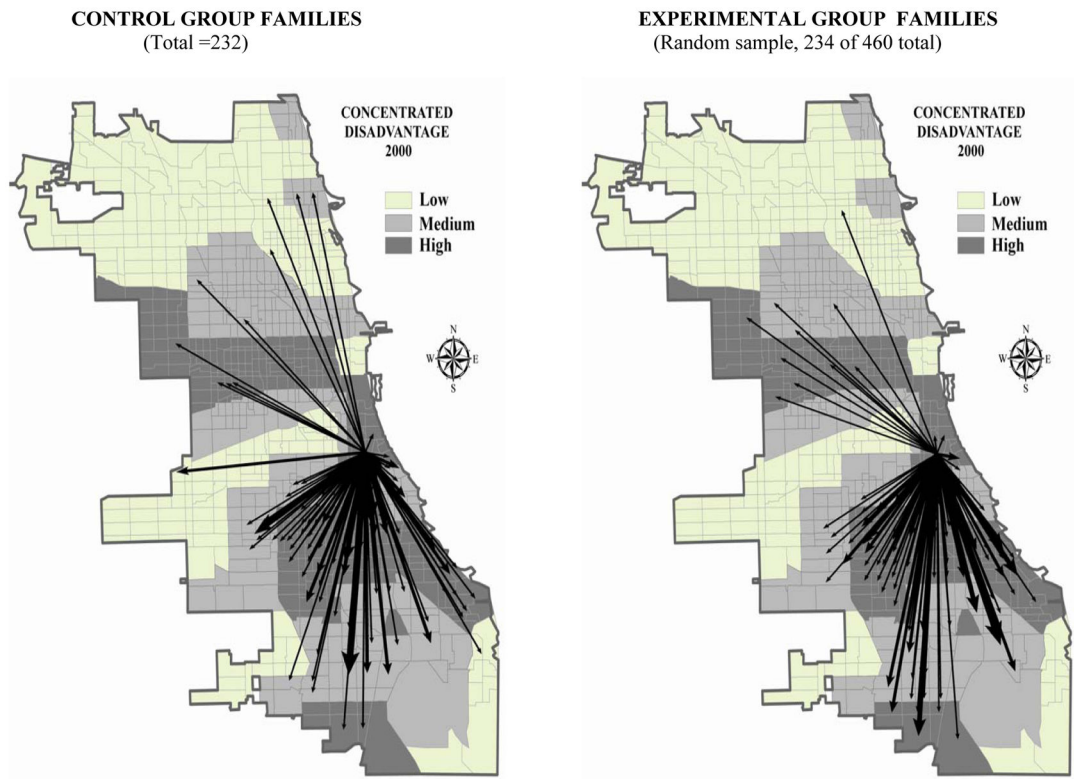 CONTROL GROUP FAMILIES
(Total =232)
CONCENTRATED
DISADVANTAGE
2000
Low
Medium
High
N
W E
S
EXPERIMENTAL GROUP FAMILIES
(Random sample, 234 of 460 total)
CONCENTRATED
DISADVANTAGE
2000
Low
Medium
High
N
W E
S